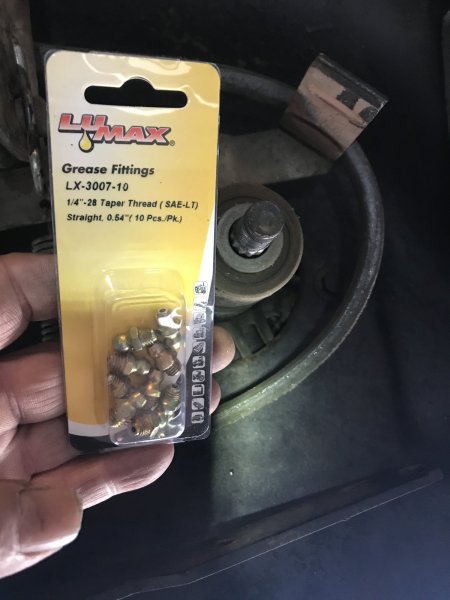 LUMAX®
Grease Fittings
LX-3007-10
1/4"-28 Taper Thread ( SAE-LT)
Straight, 0.54"( 10 Pcs./Pk.)